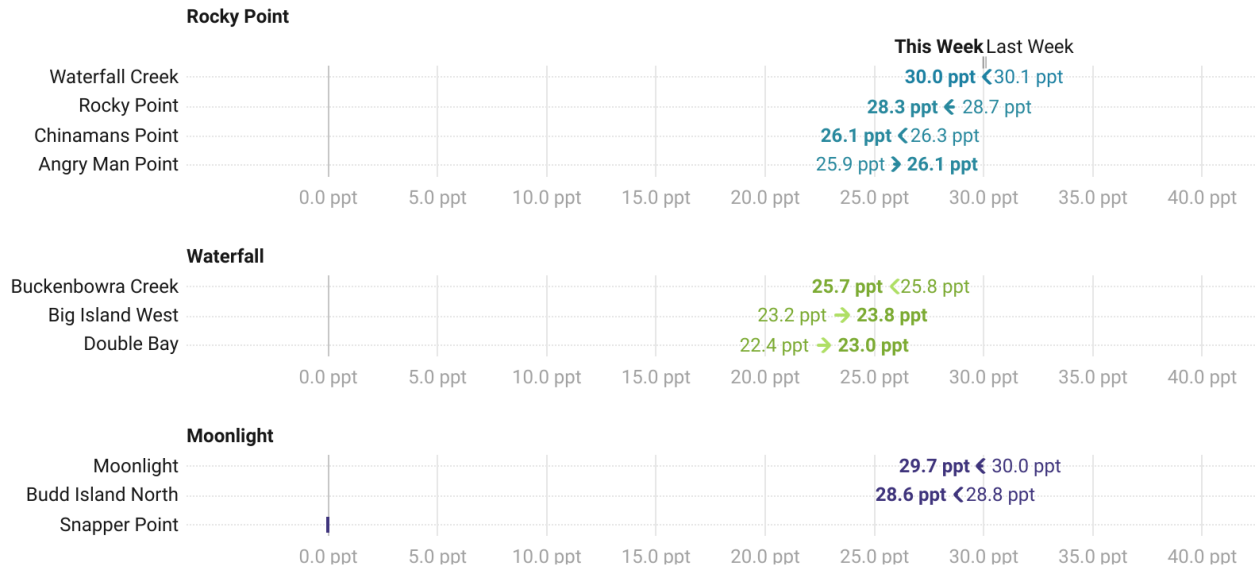 Rocky Point
This Week Last Week
Waterfall Creek 30.0 ppt 30.1 ppt
Rocky Point 28.3 ppt 28.7 ppt
Chinamans Point 26.1 ppt 26.3 ppt
Angry Man Point 25.9 ppt 26.1 ppt
0.0 ppt 5.0 ppt 10.0 ppt 15.0 ppt 20.0 ppt 25.0 ppt 30.0 ppt 35.0 ppt 40.0 ppt
Waterfall
Buckenbowra Creek 25.7 ppt 25.8 ppt
Big Island West 23.2 ppt 23.8 ppt
Double Bay 22.4 ppt 23.0 ppt
0.0 ppt 5.0 ppt 10.0 ppt 15.0 ppt 20.0 ppt 25.0 ppt 30.0 ppt 35.0 ppt 40.0 ppt
Moonlight
Moonlight 29.7 ppt 30.0 ppt
Budd Island North 28.6 ppt 28.8 ppt
Snapper Point
0.0 ppt 5.0 ppt 10.0 ppt 15.0 ppt 20.0 ppt 25.0 ppt 30.0 ppt 35.0 ppt 40.0 ppt